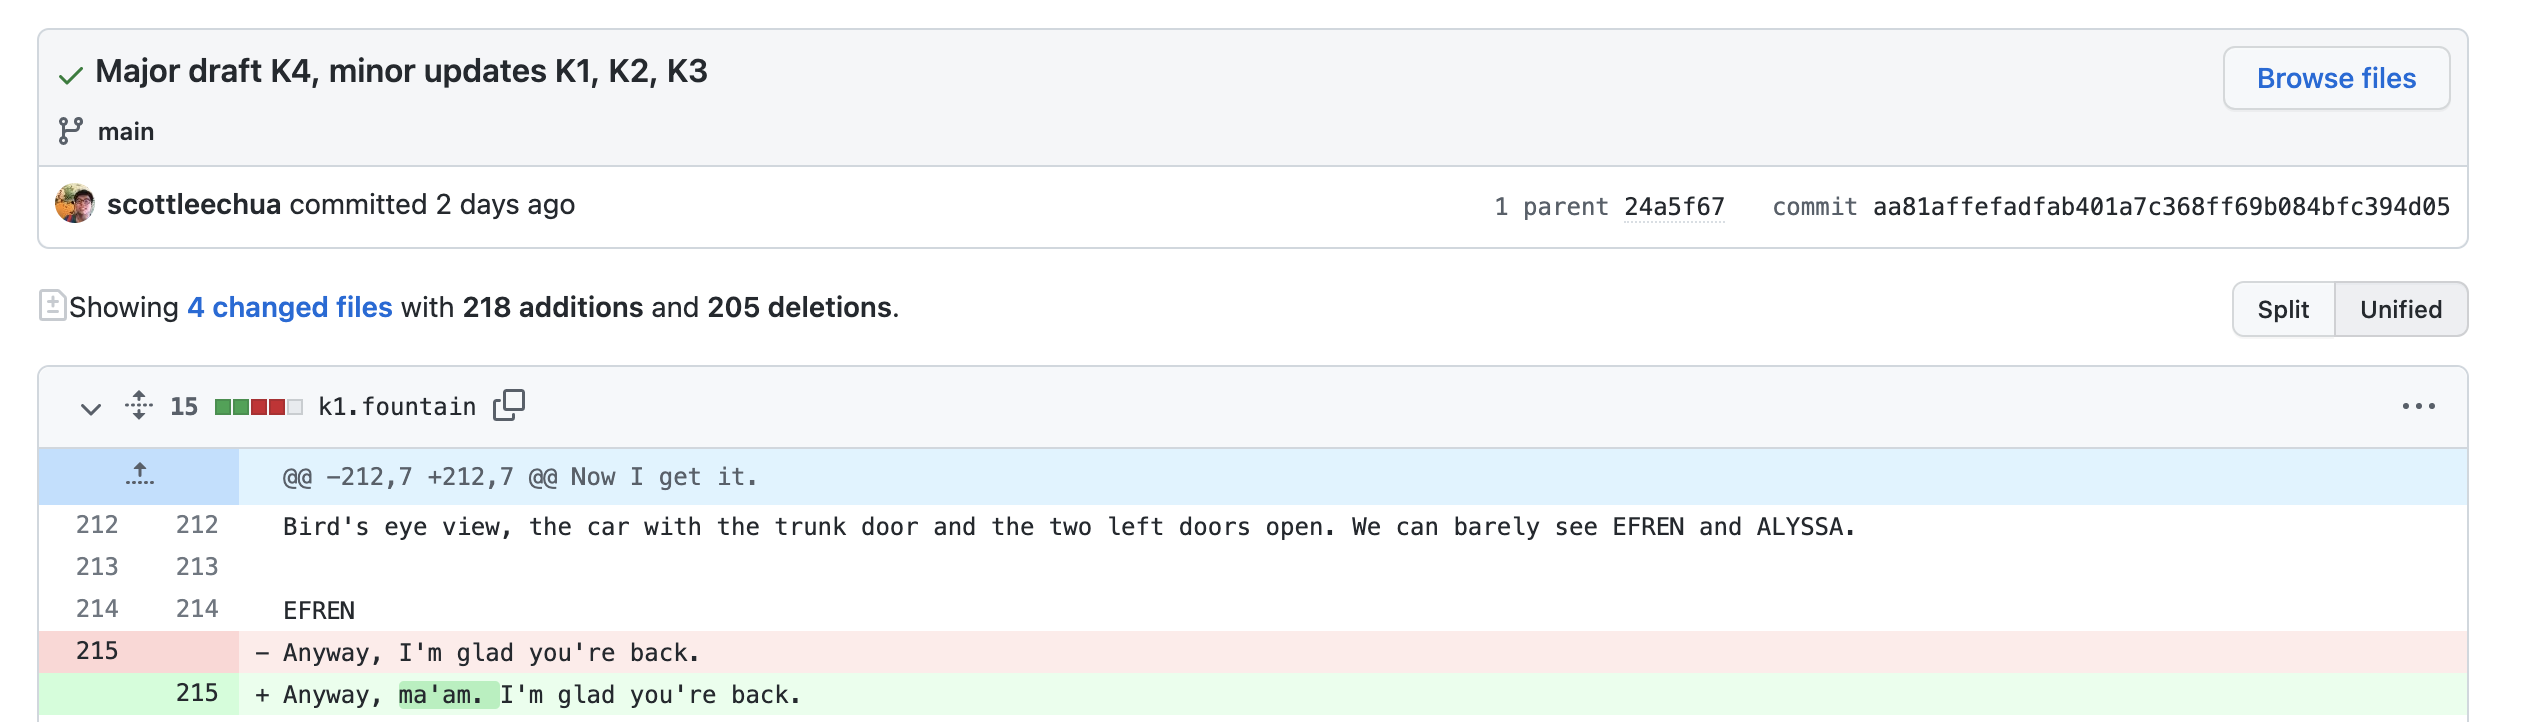 Major draft K4, minor updates K1, K2, K3
Browse files
main
scottleechua committed 2 days ago
1 parent 24a5f67 commit aa81affefadfab401a7c368ff69b084bfc394d05
Showing 4 changed files with 218 additions and 205 deletions.
Split Unified
15 k1.fountain
@@ -212,7 +212,7 @@ Now I get it.
212 212 Bird's eye view, the car with the trunk door and the two left doors open. We can barely see EFREN and ALYSSA.
213 213
214 214 EFREN
215 - Anyway, I'm glad you're back.
215 + Anyway, ma'am. I'm glad you're back.